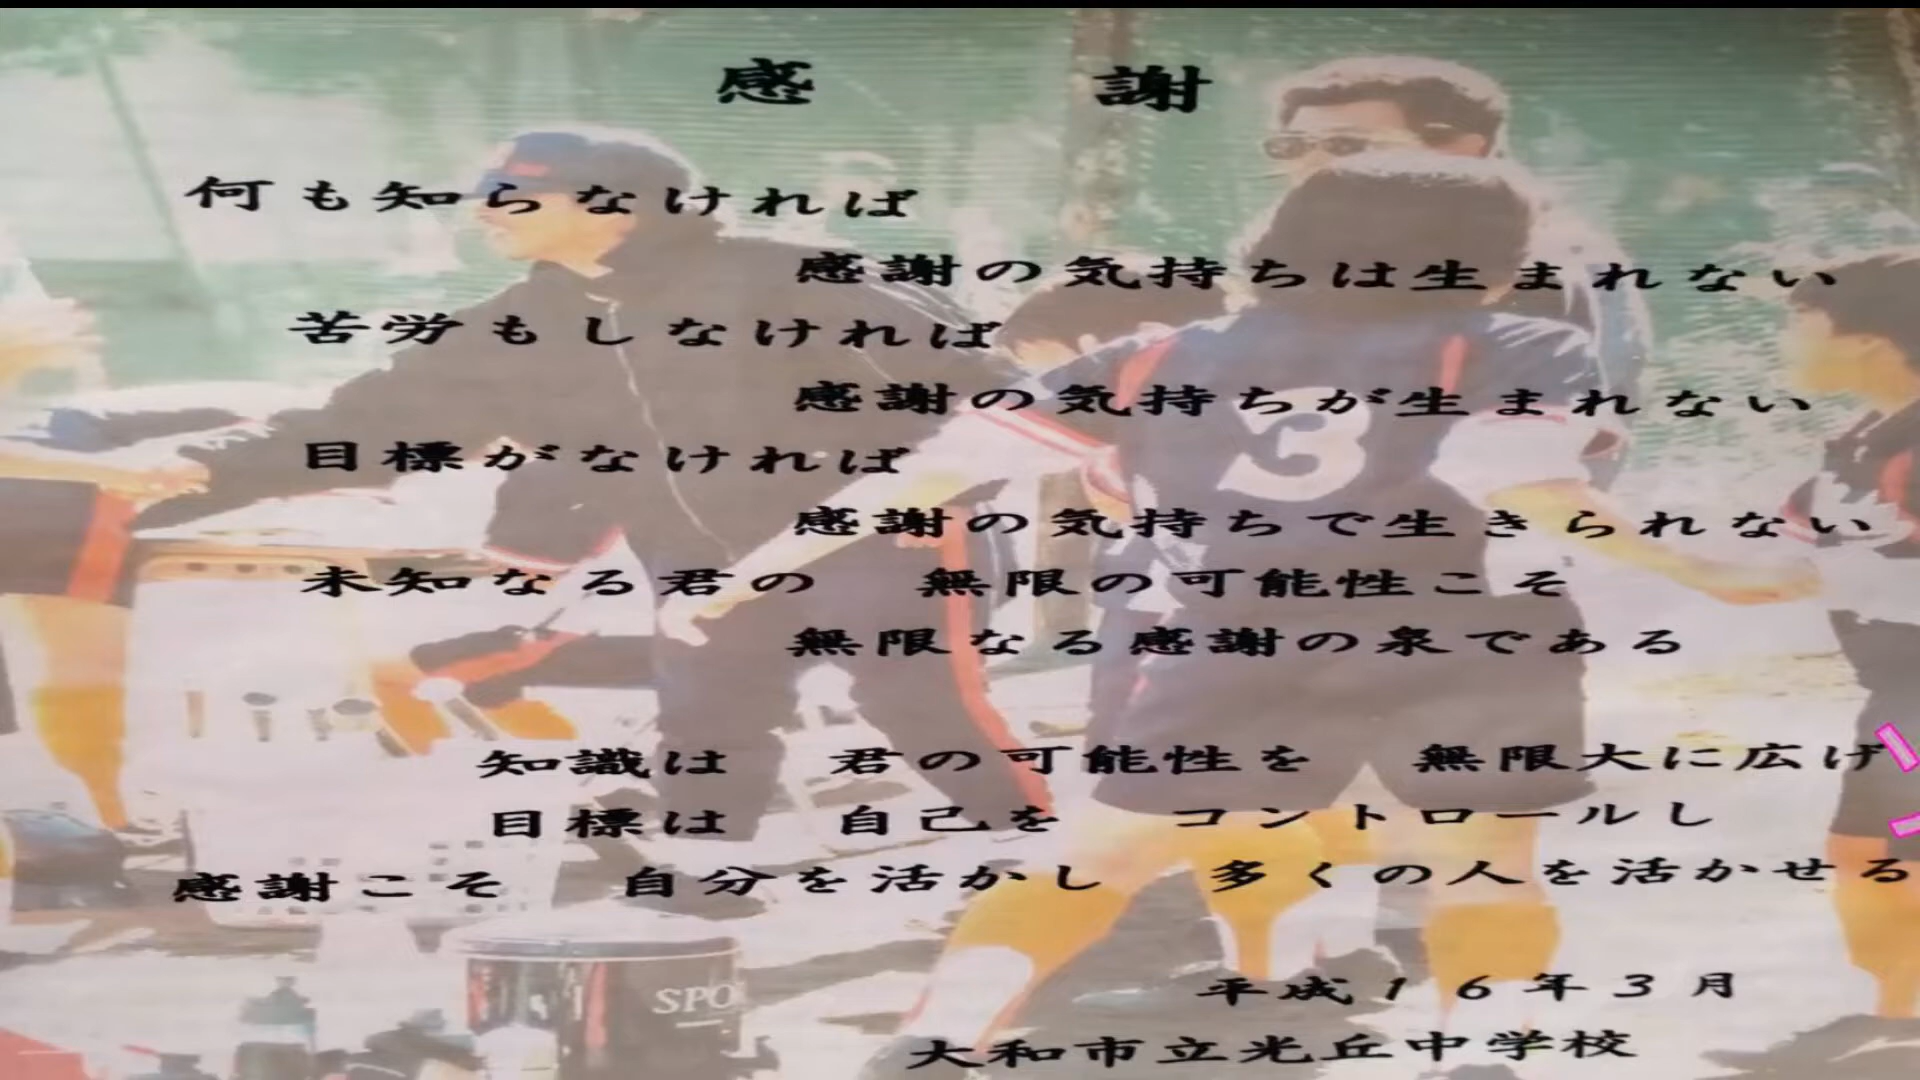 感謝
何も知らなければ
感謝の気持ちは生まれない
苦労もしなければ
感謝の気持ちが生まれない
目標がなければ
感謝の気持ちで生きられない
未知なる君の 無限の可能性こそ
無限なる感謝の泉である
知識は 君の可能性を 無限大に広げ
目標は 自己を コントロールし
感謝こそ 自分を活かし 多くの人を活かせる
平成16年3月
大和市立光丘中学校
3
SPO